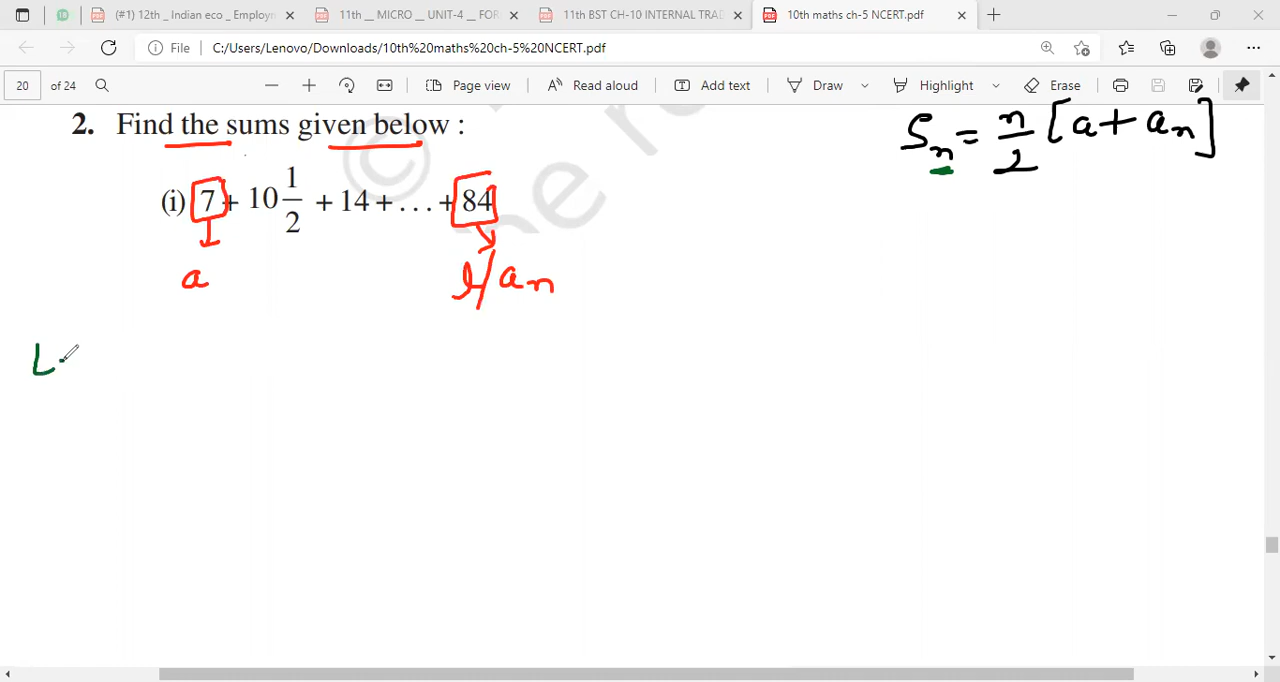 (#1) 12th _ Indian eco _ Employm
11th __ MICRO __ UNIT-4 __ FOR
11th BST CH-10 INTERNAL TRAD
10th maths ch-5 NCERT.pdf
File C:/Users/Lenovo/Downloads/10th%20maths%20ch-5%20NCERT.pdf
20 of 24 Page view Read aloud Add text Draw Highlight Erase
2. Find the sums given below :
Sn = n/2 [a + an]
(i) 7 + 10 1/2 + 14 + . . . + 84
a l/an
L